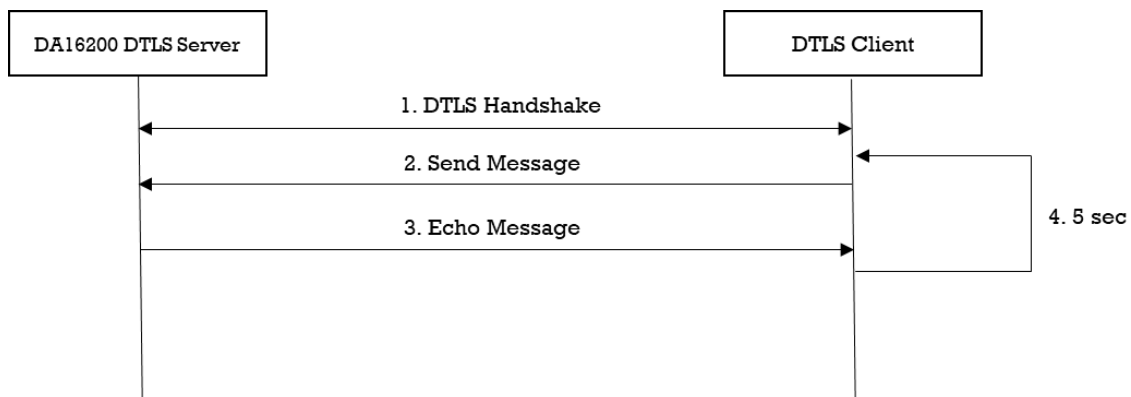 DA16200 DTLS Server
DTLS Client
1. DTLS Handshake
2. Send Message
3. Echo Message
4. 5 sec